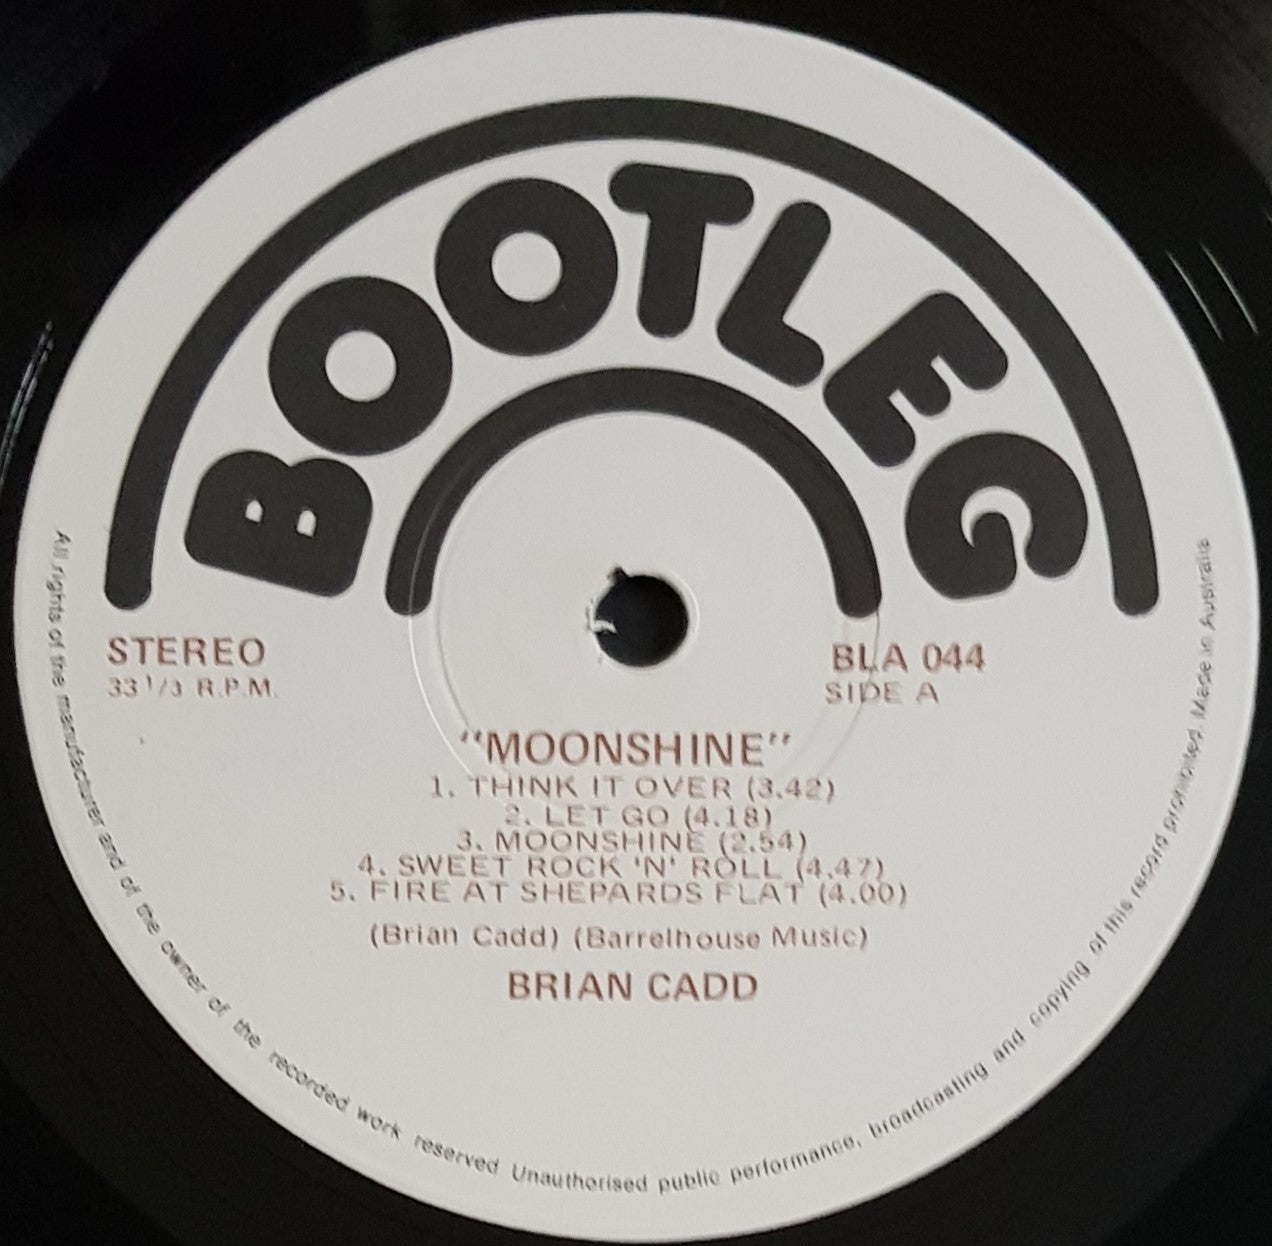 BOOTLEG
STEREO
33 1/3 R.P.M.
BLA 044
SIDE A
"MOONSHINE"
1. THINK IT OVER (3.42)
2. LET GO (4.18)
3. MOONSHINE (2.54)
4. SWEET ROCK 'N' ROLL (4.47)
5. FIRE AT SHEPARDS FLAT (4.00)
(Brian Cadd) (Barrelhouse Music)
BRIAN CADD
All rights of the manufacturer and of the owner of the recorded work reserved Unauthorised public performance, broadcasting and copying of this record prohibited. Made in Australia